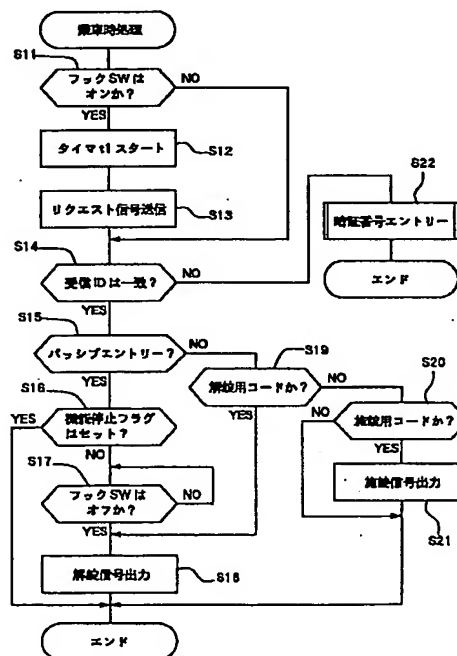 乗車時処理
S11
フックSWは
オンか?
NO
YES
タイマt1スタート
S12
リクエスト信号送信
S13
S14
受信IDは一致?
NO
YES
S22
暗証番号エントリー
エンド
S15
パッシブエントリー?
NO
YES
S19
解錠用コードか?
NO
YES
S20
施錠用コードか?
NO
YES
施錠信号出力
S21
S16
機能停止フラグ
はセット?
YES
NO
S17
フックSWは
オフか?
NO
YES
解錠信号出力
S18
エンド